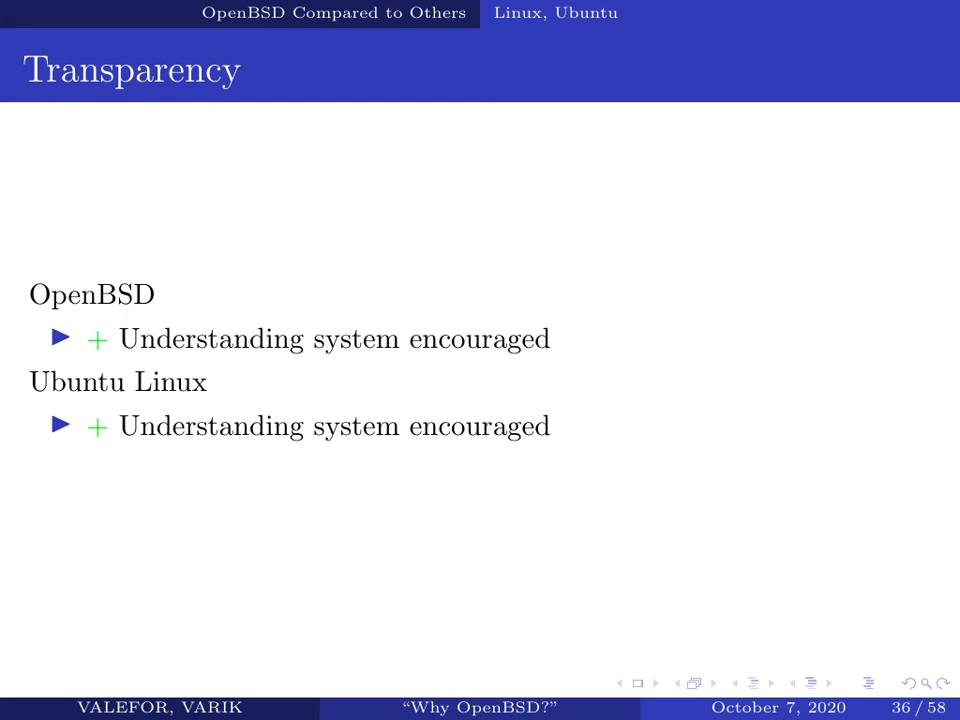 OpenBSD Compared to Others Linux, Ubuntu
Transparency
OpenBSD
+ Understanding system encouraged
Ubuntu Linux
+ Understanding system encouraged
VALEFOR, VARIK “Why OpenBSD?” October 7, 2020 36 / 58